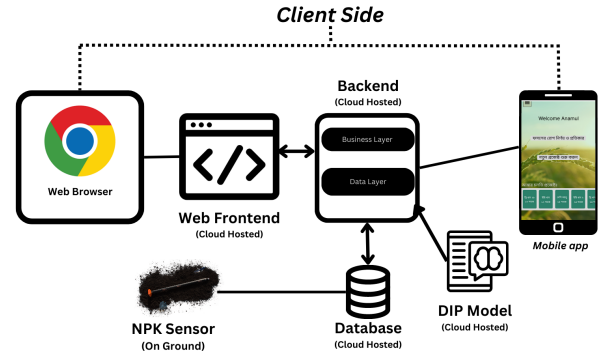 Client Side
Backend
(Cloud Hosted)
Business Layer
Data Layer
Web Browser
Web Frontend
(Cloud Hosted)
Welcome Anamul
Mobile app
NPK Sensor
(On Ground)
Database
(Cloud Hosted)
DIP Model
(Cloud Hosted)